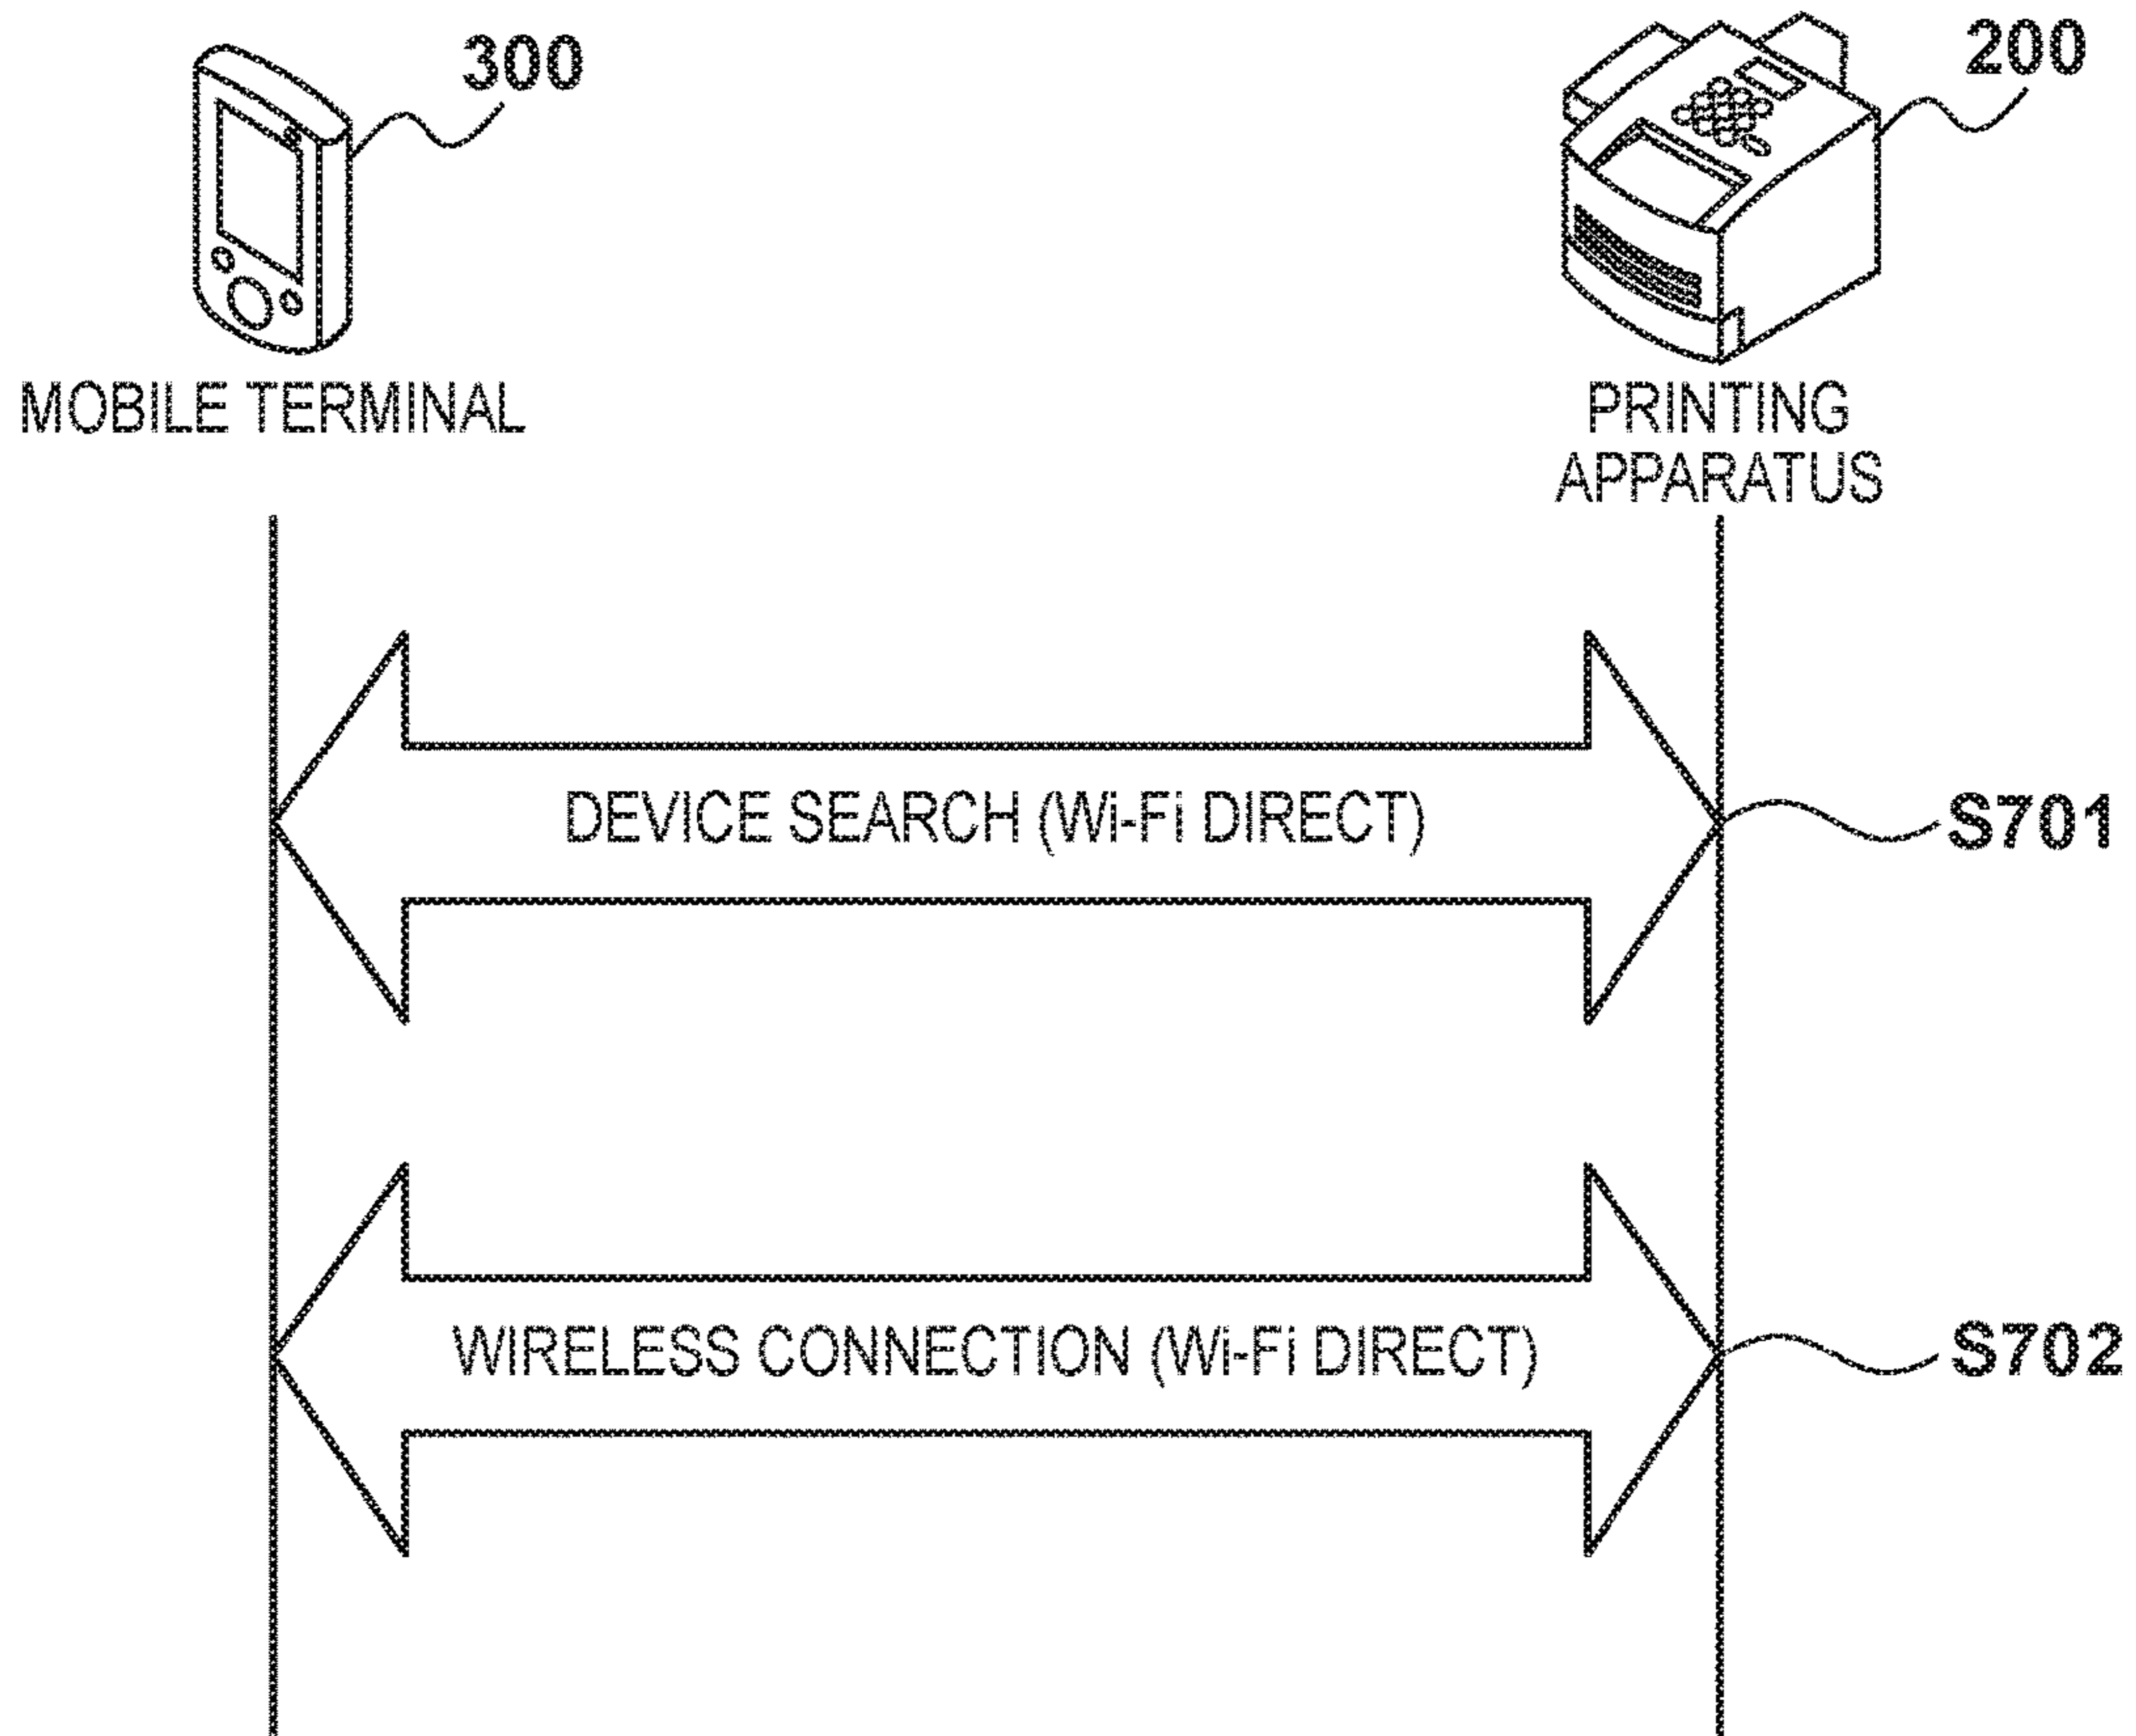 300
200
MOBILE TERMINAL
PRINTING
APPARATUS
DEVICE SEARCH (Wi-Fi DIRECT)
S701
WIRELESS CONNECTION (Wi-Fi DIRECT)
S702